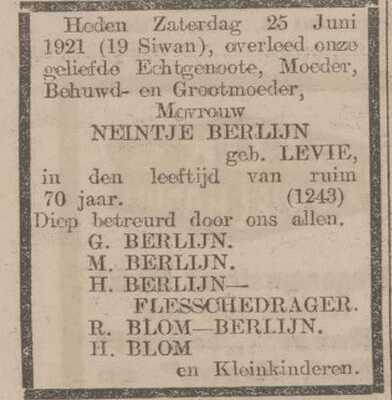 Heden Zaterdag 25 Juni
1921 (19 Siwan), overleed onze
geliefde Echtgenoote, Moeder,
Behuwd- en Grootmoeder,
Mevrouw
NEINTJE BERLIJN
geb. LEVIE,
in den leeftijd van ruim
70 jaar. (1243)
Diep betreurd door ons allen.
G. BERLIJN.
M. BERLIJN.
H. BERLIJN—
FLESSCHEDRAGER.
R. BLOM—BERLIJN.
H. BLOM
en Kleinkinderen.